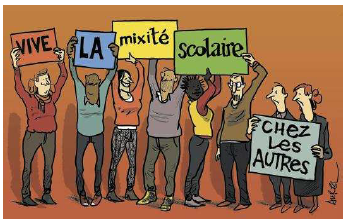 VIVE
LA
mixité
scolaire
CHEZ
LES
AUTRES